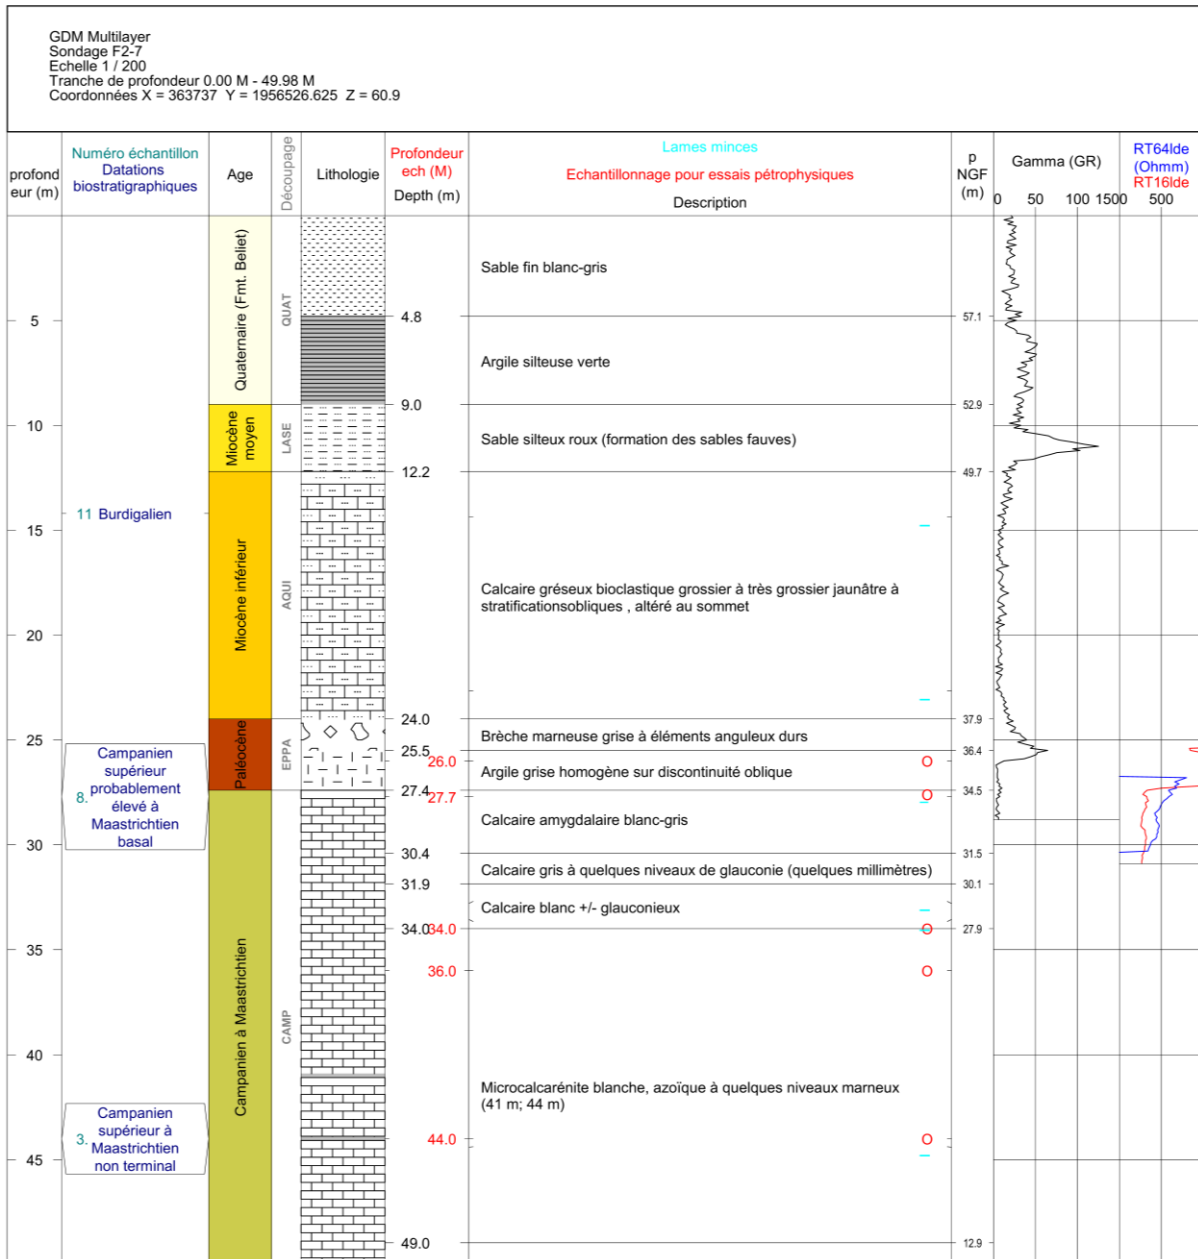 GDM Multilayer
Sondage F2-7
Echelle 1 / 200
Tranche de profondeur 0.00 M - 49.98 M
Coordonnées X = 363737 Y = 1956526.625 Z = 60.9
profond
eur (m)
Numéro échantillon
Datations
biostratigraphiques
Age
Découpage
Lithologie
Profondeur
ech (M)
Depth (m)
Lames minces
Echantillonnage pour essais pétrophysiques
Description
p
NGF
(m)
Gamma (GR)
0 50 100 1500
RT64lde
(Ohmm)
RT16lde
500
Quaternaire (Fmt. Beliet)
QUAT
Sable fin blanc-gris
4.8
57.1
5
Argile silteuse verte
9.0
52.9
10
Miocène
moyen
LASE
Sable silteux roux (formation des sables fauves)
12.2
49.7
11 Burdigalien
15
Miocène inférieur
AQUI
Calcaire gréseux bioclastique grossier à très grossier jaunâtre à
stratificationsobliques , altéré au sommet
20
24.0
37.9
Paléocène
EPPA
Brèche marneuse grise à éléments anguleux durs
25
25.5
36.4
26.0
O
Argile grise homogène sur discontinuité oblique
27.4
34.5
27.7
O
Campanien
supérieur
probablement
8. élevé à
Maastrichtien
basal
Calcaire amygdalaire blanc-gris
30
30.4
31.5
Calcaire gris à quelques niveaux de glauconie (quelques millimètres)
31.9
30.1
Calcaire blanc +/- glauconieux
34.0
34.0
O
27.9
35
36.0
O
Campanien à Maastrichtien
CAMP
40
Microcalcarénite blanche, azoïque à quelques niveaux marneux
(41 m; 44 m)
Campanien
supérieur à
3. Maastrichtien
non terminal
44.0
O
45
49.0
12.9